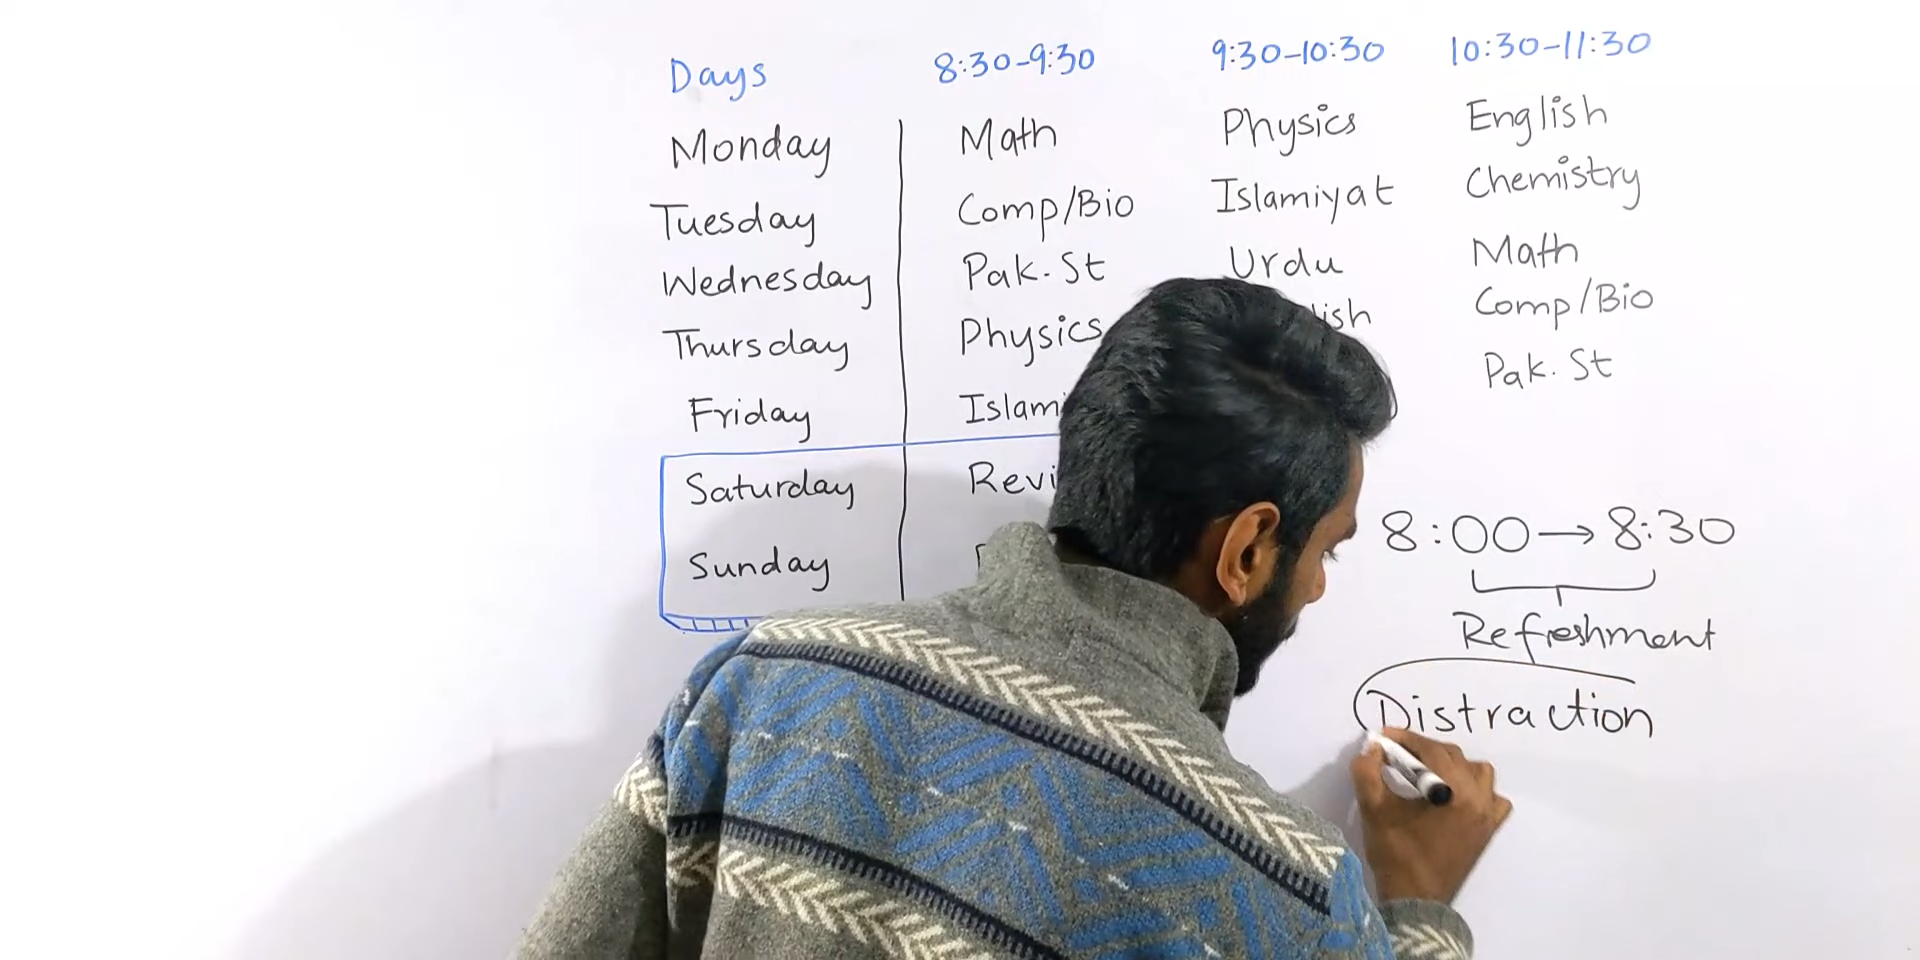 Days 8:30-9:30 9:30-10:30 10:30-11:30
Monday Math Physics English
Tuesday Comp/Bio Islamiyat Chemistry
Wednesday Pak. St Urdu Math
Thursday Physics Comp/Bio
Friday Pak. St
Saturday
Sunday
8:00→8:30
Refreshment
Distraction